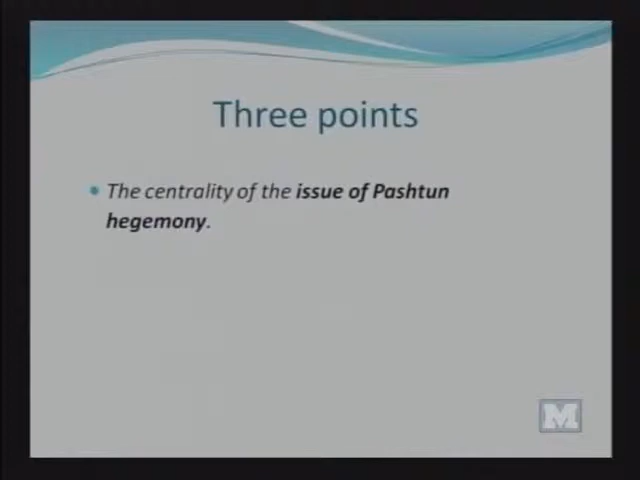 Three points
• The centrality of the issue of Pashtun
hegemony.
M